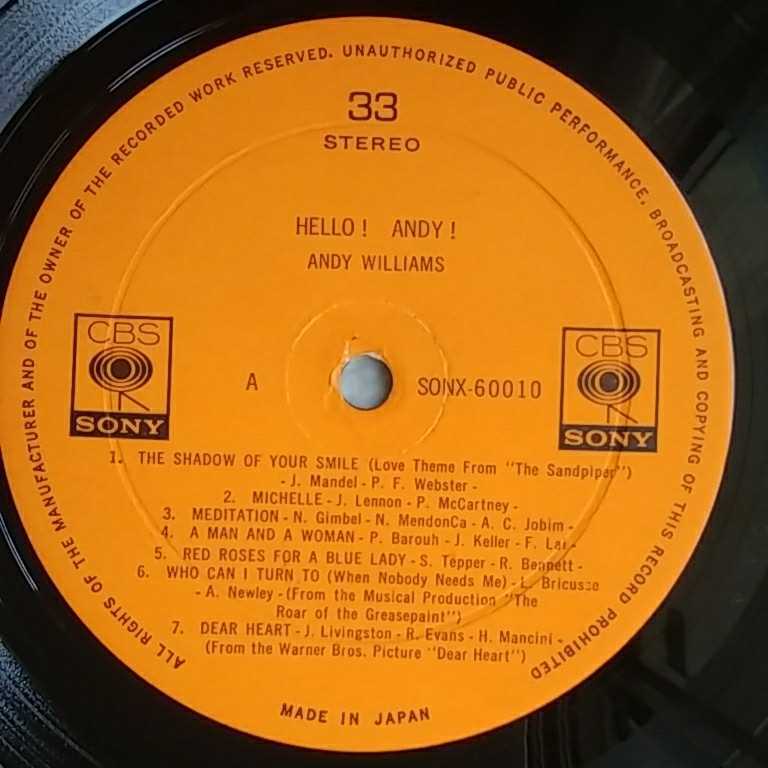 ALL RIGHTS OF THE MANUFACTURER AND OF THE OWNER OF THE RECORDED WORK RESERVED. UNAUTHORIZED PUBLIC PERFORMANCE, BROADCASTING AND COPYING OF THIS RECORD PROHIBITED
33
STEREO
HELLO! ANDY!
ANDY WILLIAMS
CBS
SONY
A
SONX-60010
CBS
SONY
1. THE SHADOW OF YOUR SMILE (Love Theme From "The Sandpiper")
- J. Mandel - P. F. Webster -
2. MICHELLE - J. Lennon - P. McCartney -
3. MEDITATION - N. Gimbel - N. MendonCa - A. C. Jobim -
4. A MAN AND A WOMAN - P. Barouh - J. Keller - F. Lai -
5. RED ROSES FOR A BLUE LADY - S. Tepper - R. Bennett -
6. WHO CAN I TURN TO (When Nobody Needs Me) - L. Bricusse
- A. Newley - (From the Musical Production "The
Roar of the Greasepaint")
7. DEAR HEART - J. Livingston - R. Evans - H. Mancini -
(From the Warner Bros. Picture "Dear Heart")
MADE IN JAPAN